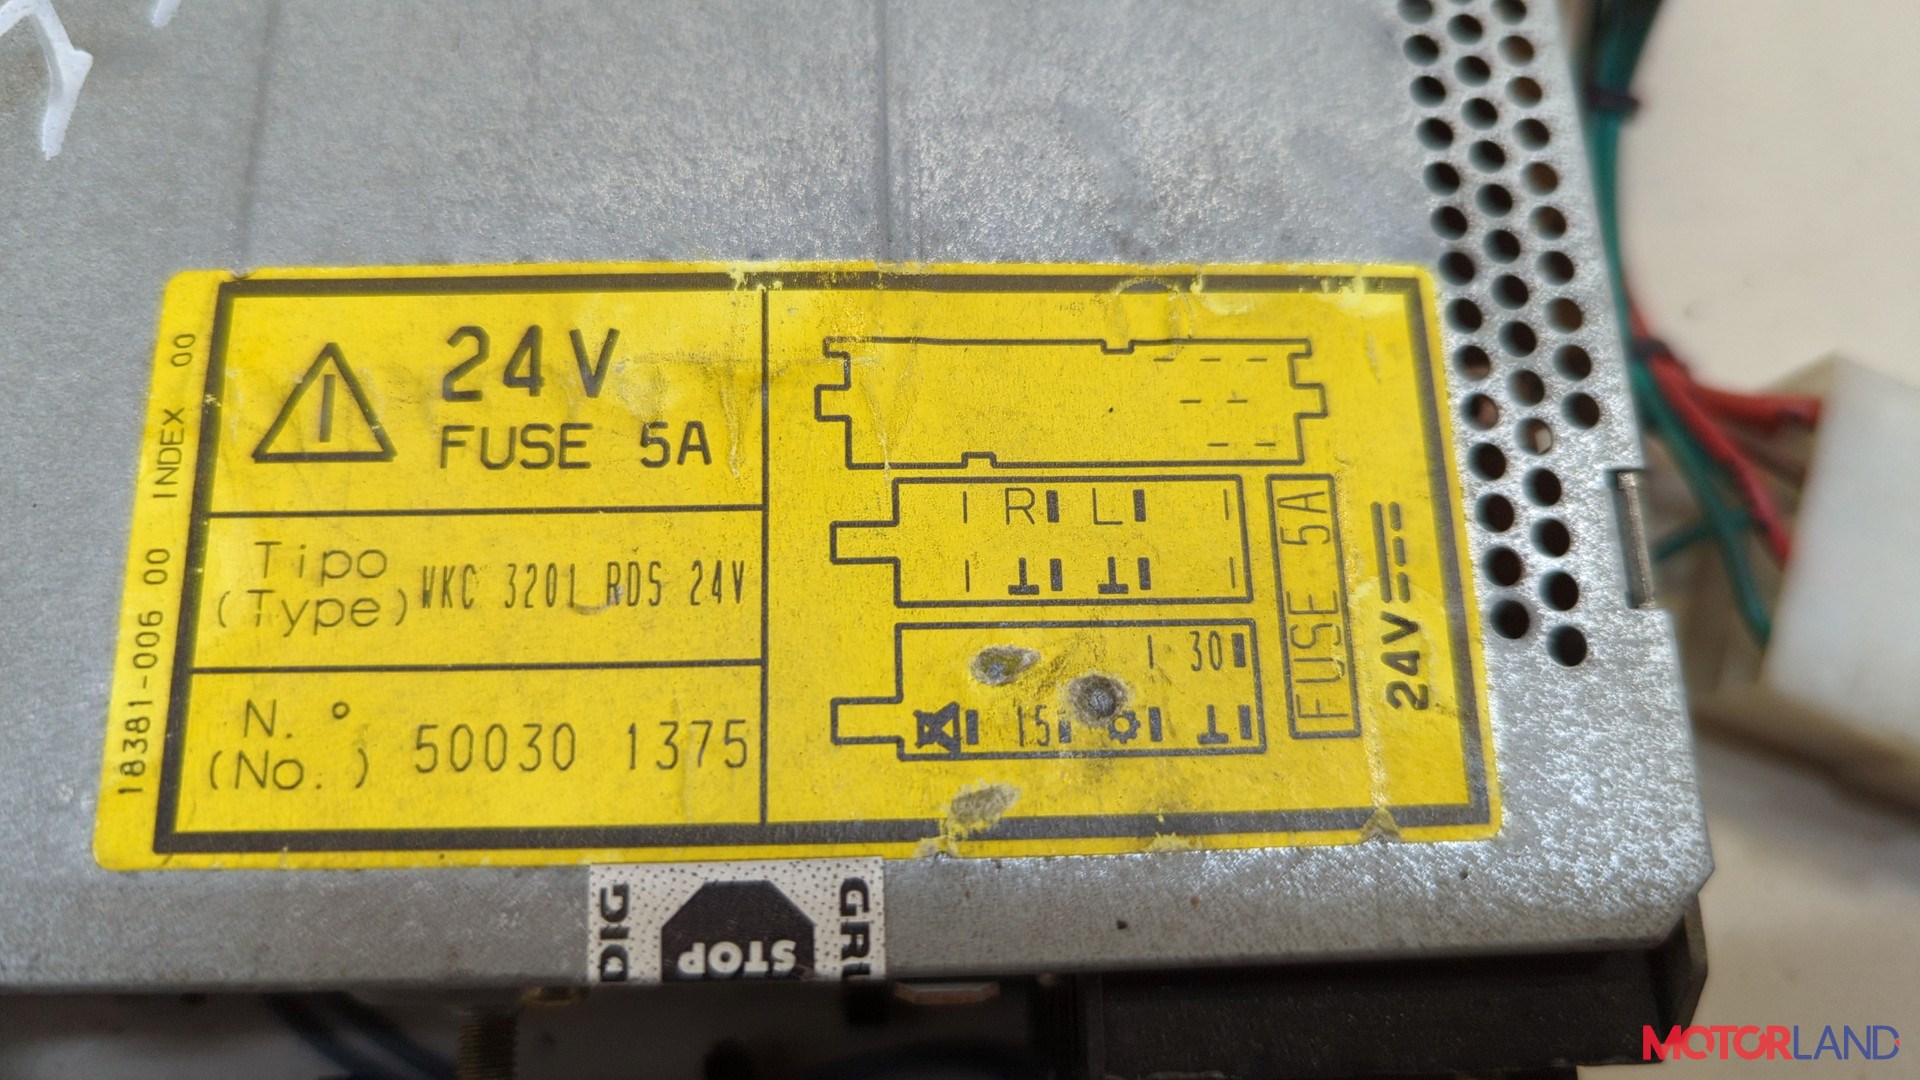 18381-006 00 INDEX 00
24V
FUSE 5A
Tipo
(Type) WKC 3201 RDS 24V
N.°
(No.) 50030 1375
R L
30
15
FUSE 5A
24V
DIG
STOP
GRU
MOTORLAND